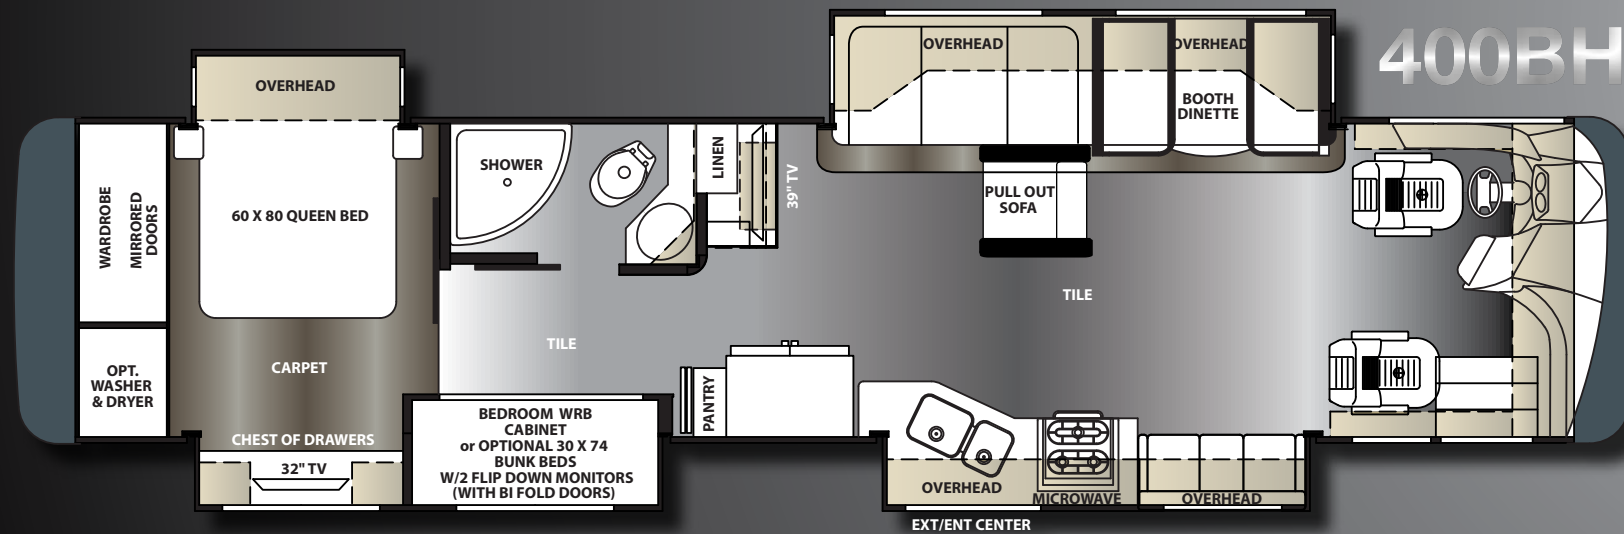 400BH
OVERHEAD
WARDROBE
MIRRORED
DOORS
60 X 80 QUEEN BED
OPT.
WASHER
& DRYER
CARPET
CHEST OF DRAWERS
32" TV
SHOWER
LINEN
39" TV
TILE
BEDROOM WRB
CABINET
or OPTIONAL 30 X 74
BUNK BEDS
W/2 FLIP DOWN MONITORS
(WITH BI FOLD DOORS)
PANTRY
OVERHEAD
OVERHEAD
BOOTH
DINETTE
PULL OUT
SOFA
TILE
OVERHEAD
MICROWAVE
OVERHEAD
EXT/ENT CENTER